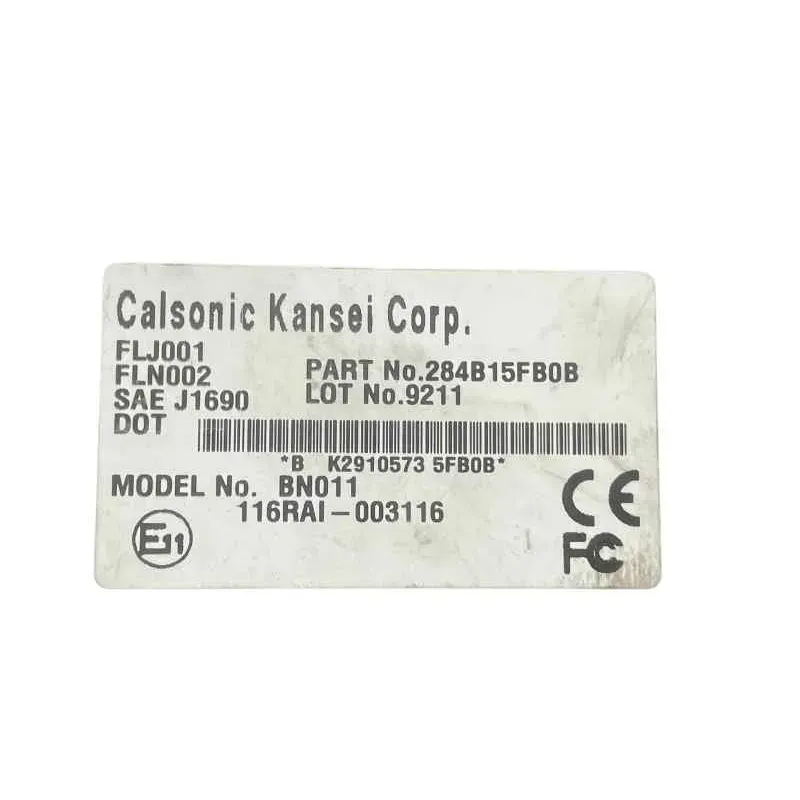 Calsonic Kansei Corp.
FLJ001
FLN002 PART No.284B15FB0B
SAE J1690 LOT No.9211
DOT
*B K2910573 5FB0B*
MODEL No. BN011
116RAI-003116
E11
CE
FC